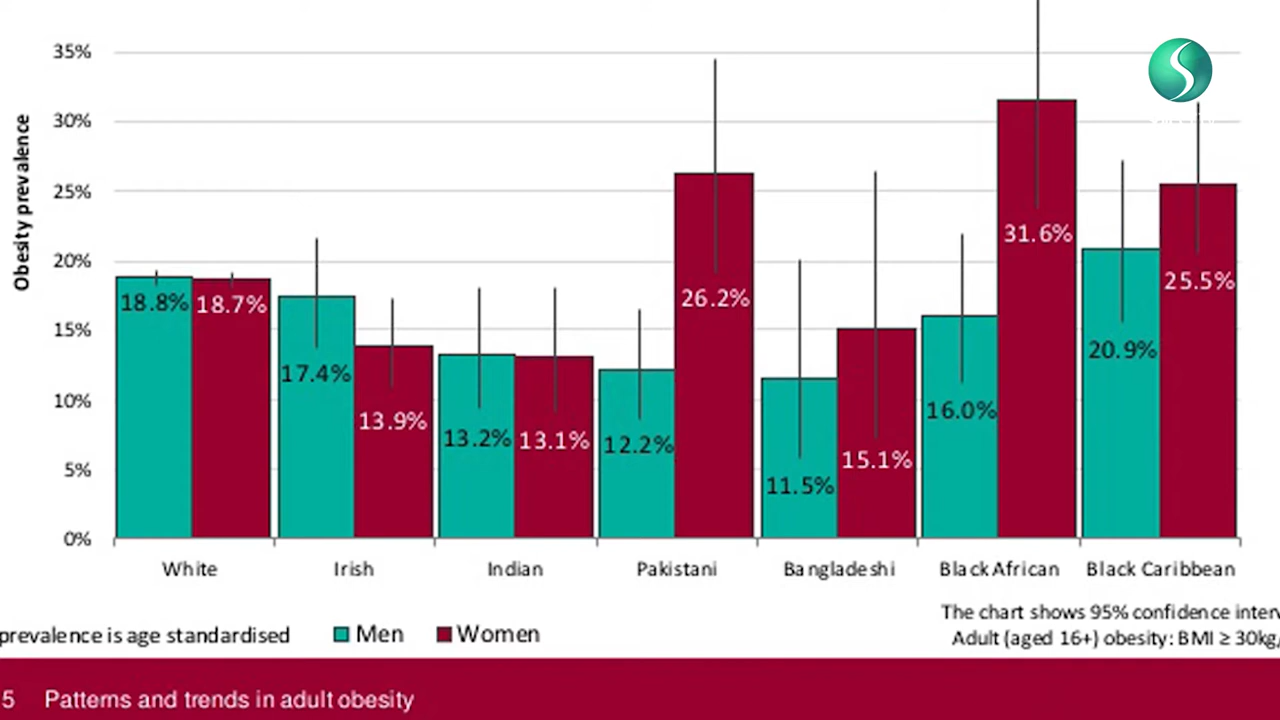 35%
30%
25%
20%
15%
10%
5%
0%
Obesity prevalence
18.8%
18.7%
17.4%
13.9%
13.2%
13.1%
12.2%
26.2%
11.5%
15.1%
16.0%
31.6%
20.9%
25.5%
White
Irish
Indian
Pakistani
Bangladeshi
Black African
Black Caribbean
prevalence is age standardised
Men
Women
The chart shows 95% confidence interv
Adult (aged 16+) obesity: BMI ≥ 30kg/
5 Patterns and trends in adult obesity